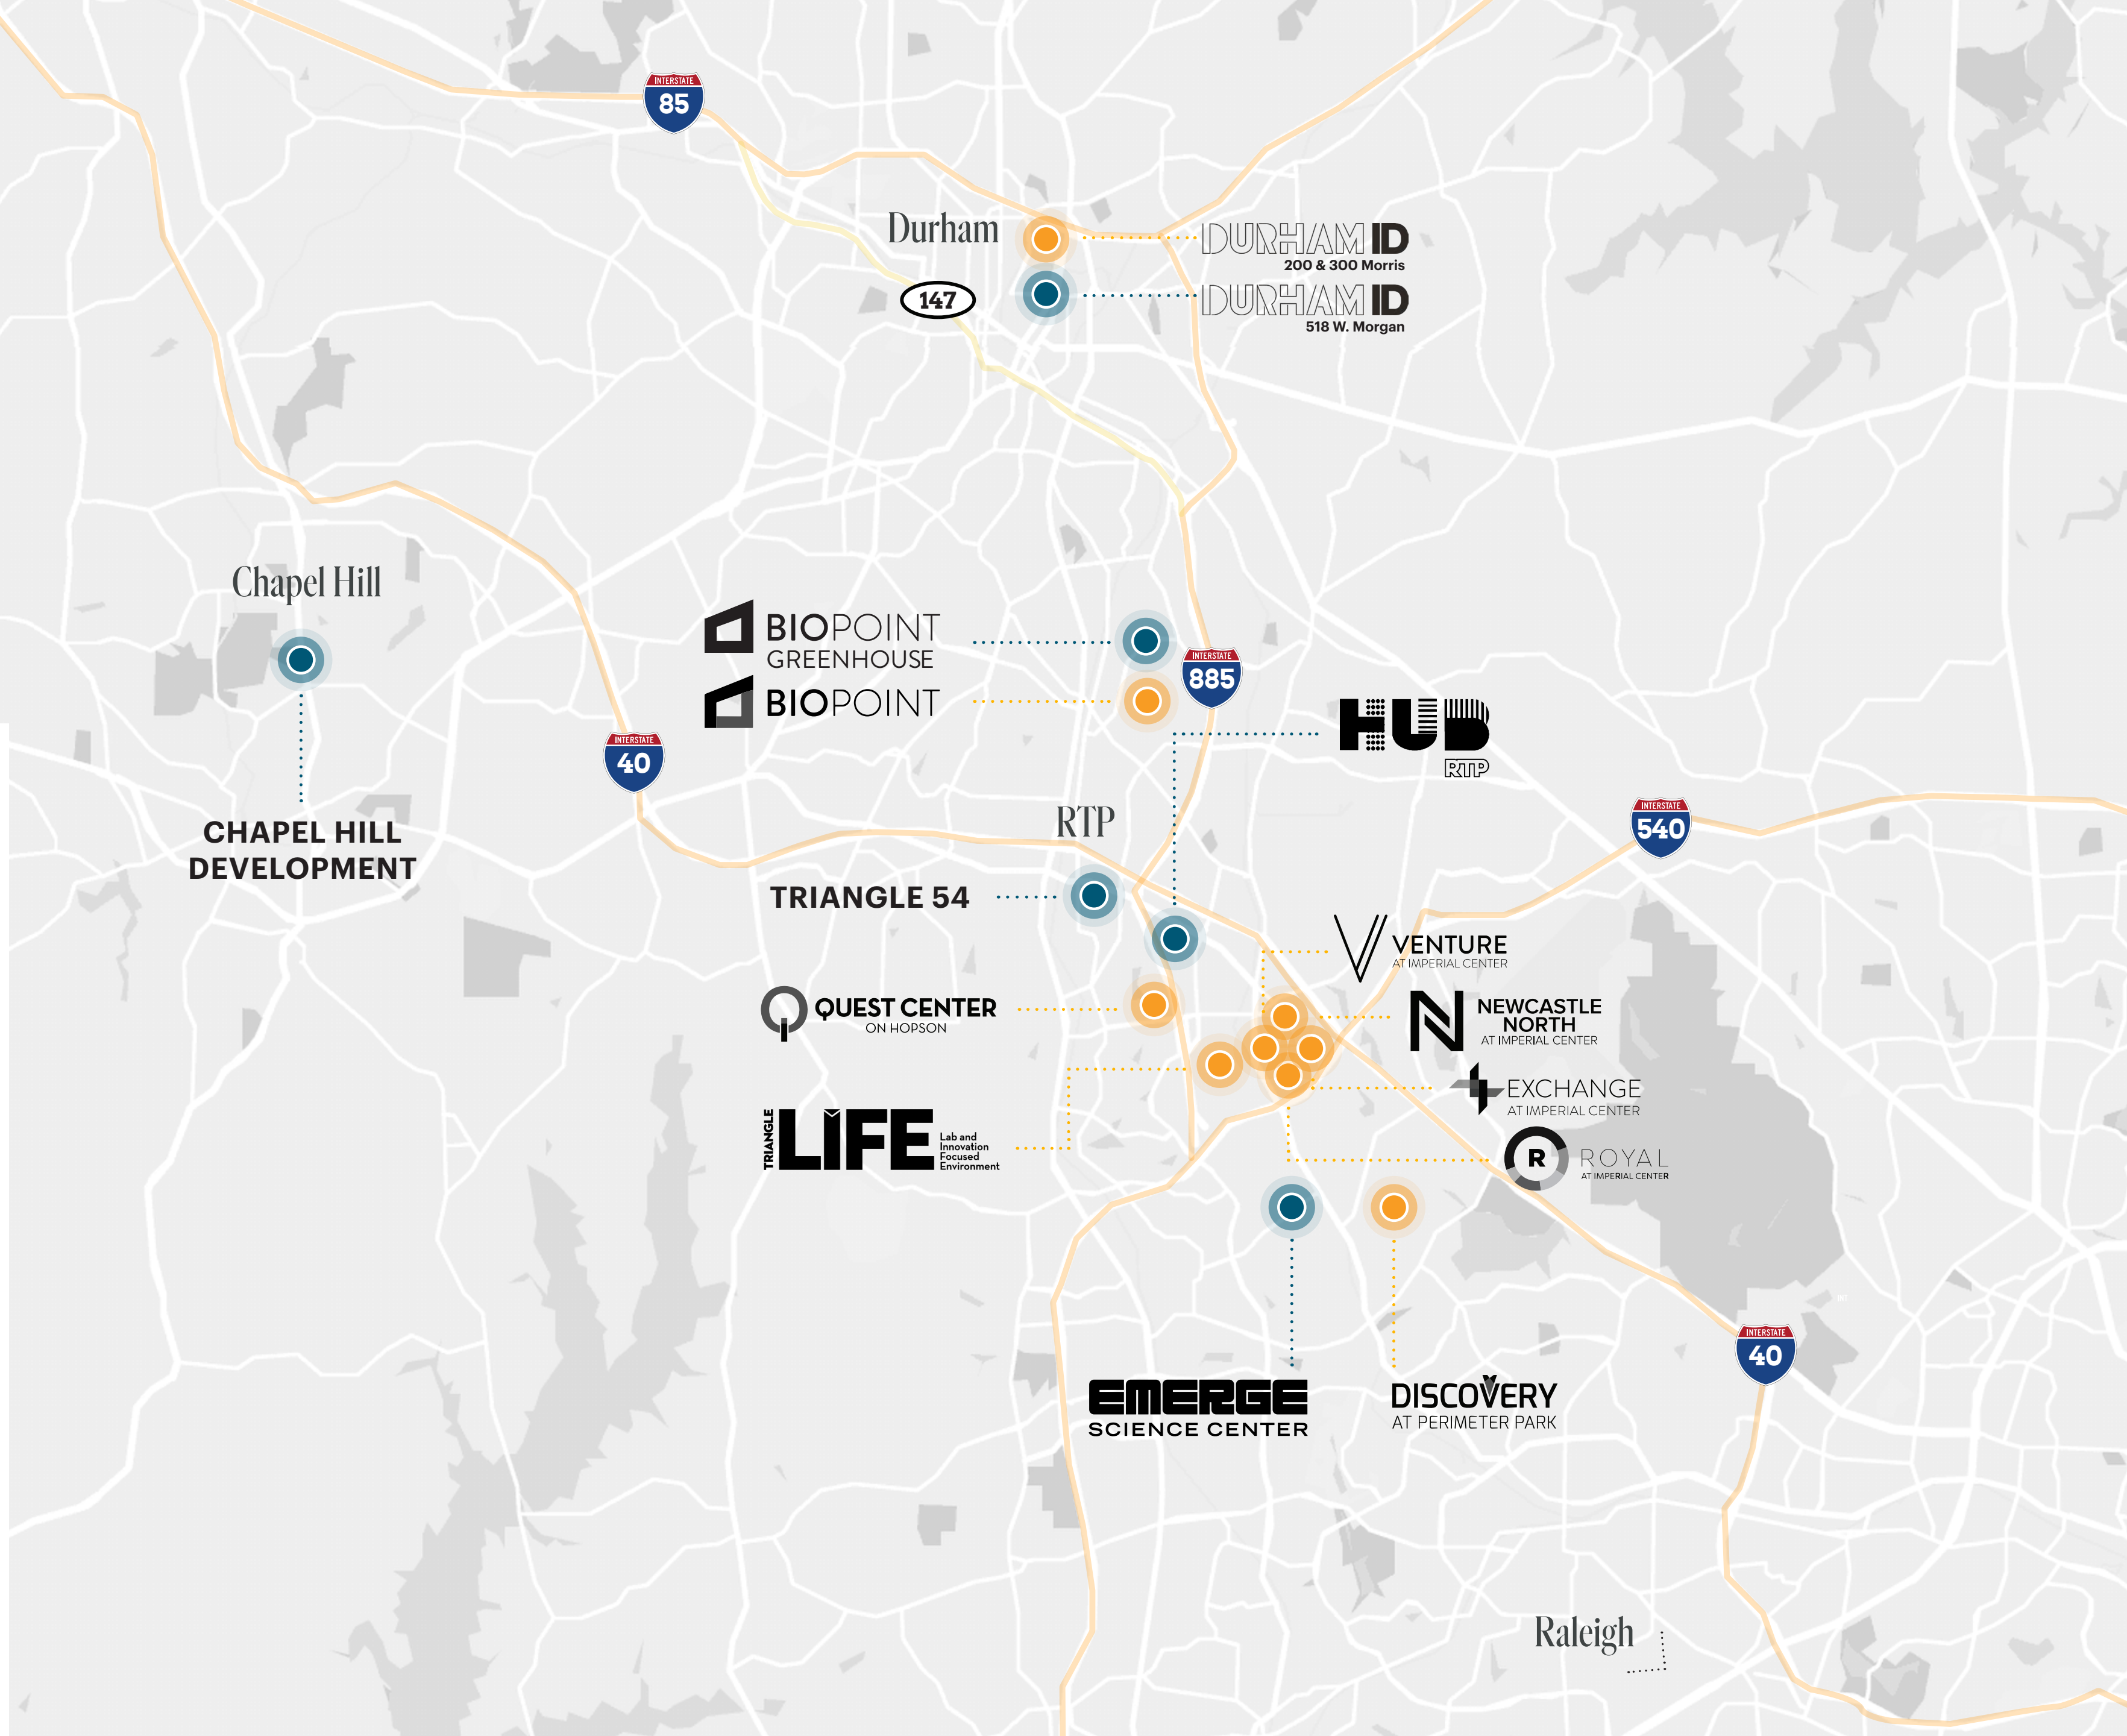 INTERSTATE
85
Durham
DURHAM ID
200 & 300 Morris
147
DURHAM ID
518 W. Morgan
Chapel Hill
BIOPOINT
GREENHOUSE
BIOPOINT
INTERSTATE
885
HUB
RTP
INTERSTATE
40
CHAPEL HILL
DEVELOPMENT
RTP
INTERSTATE
540
TRIANGLE 54
VENTURE
AT IMPERIAL CENTER
QUEST CENTER
ON HOPSON
N
NEWCASTLE
NORTH
AT IMPERIAL CENTER
EXCHANGE
AT IMPERIAL CENTER
TRIANGLE
LIFE
Lab and
Innovation
Focused
Environment
R
ROYAL
AT IMPERIAL CENTER
INTERSTATE
40
EMERGE
SCIENCE CENTER
DISCOVERY
AT PERIMETER PARK
Raleigh